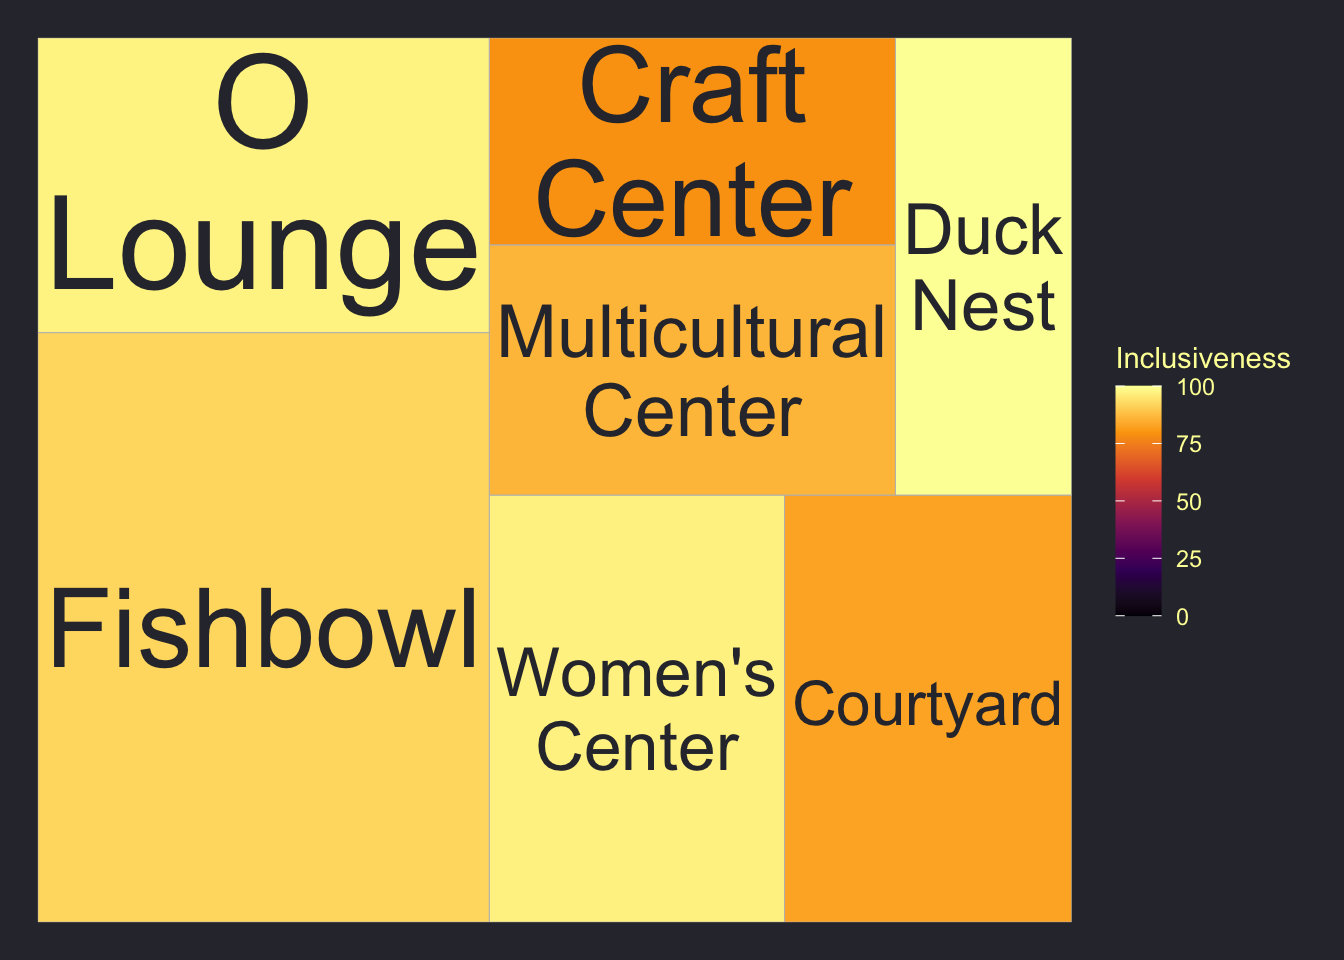 O
Lounge
Craft
Center
Duck
Nest
Multicultural
Center
Fishbowl
Women's
Center
Courtyard
Inclusiveness
100
75
50
25
0